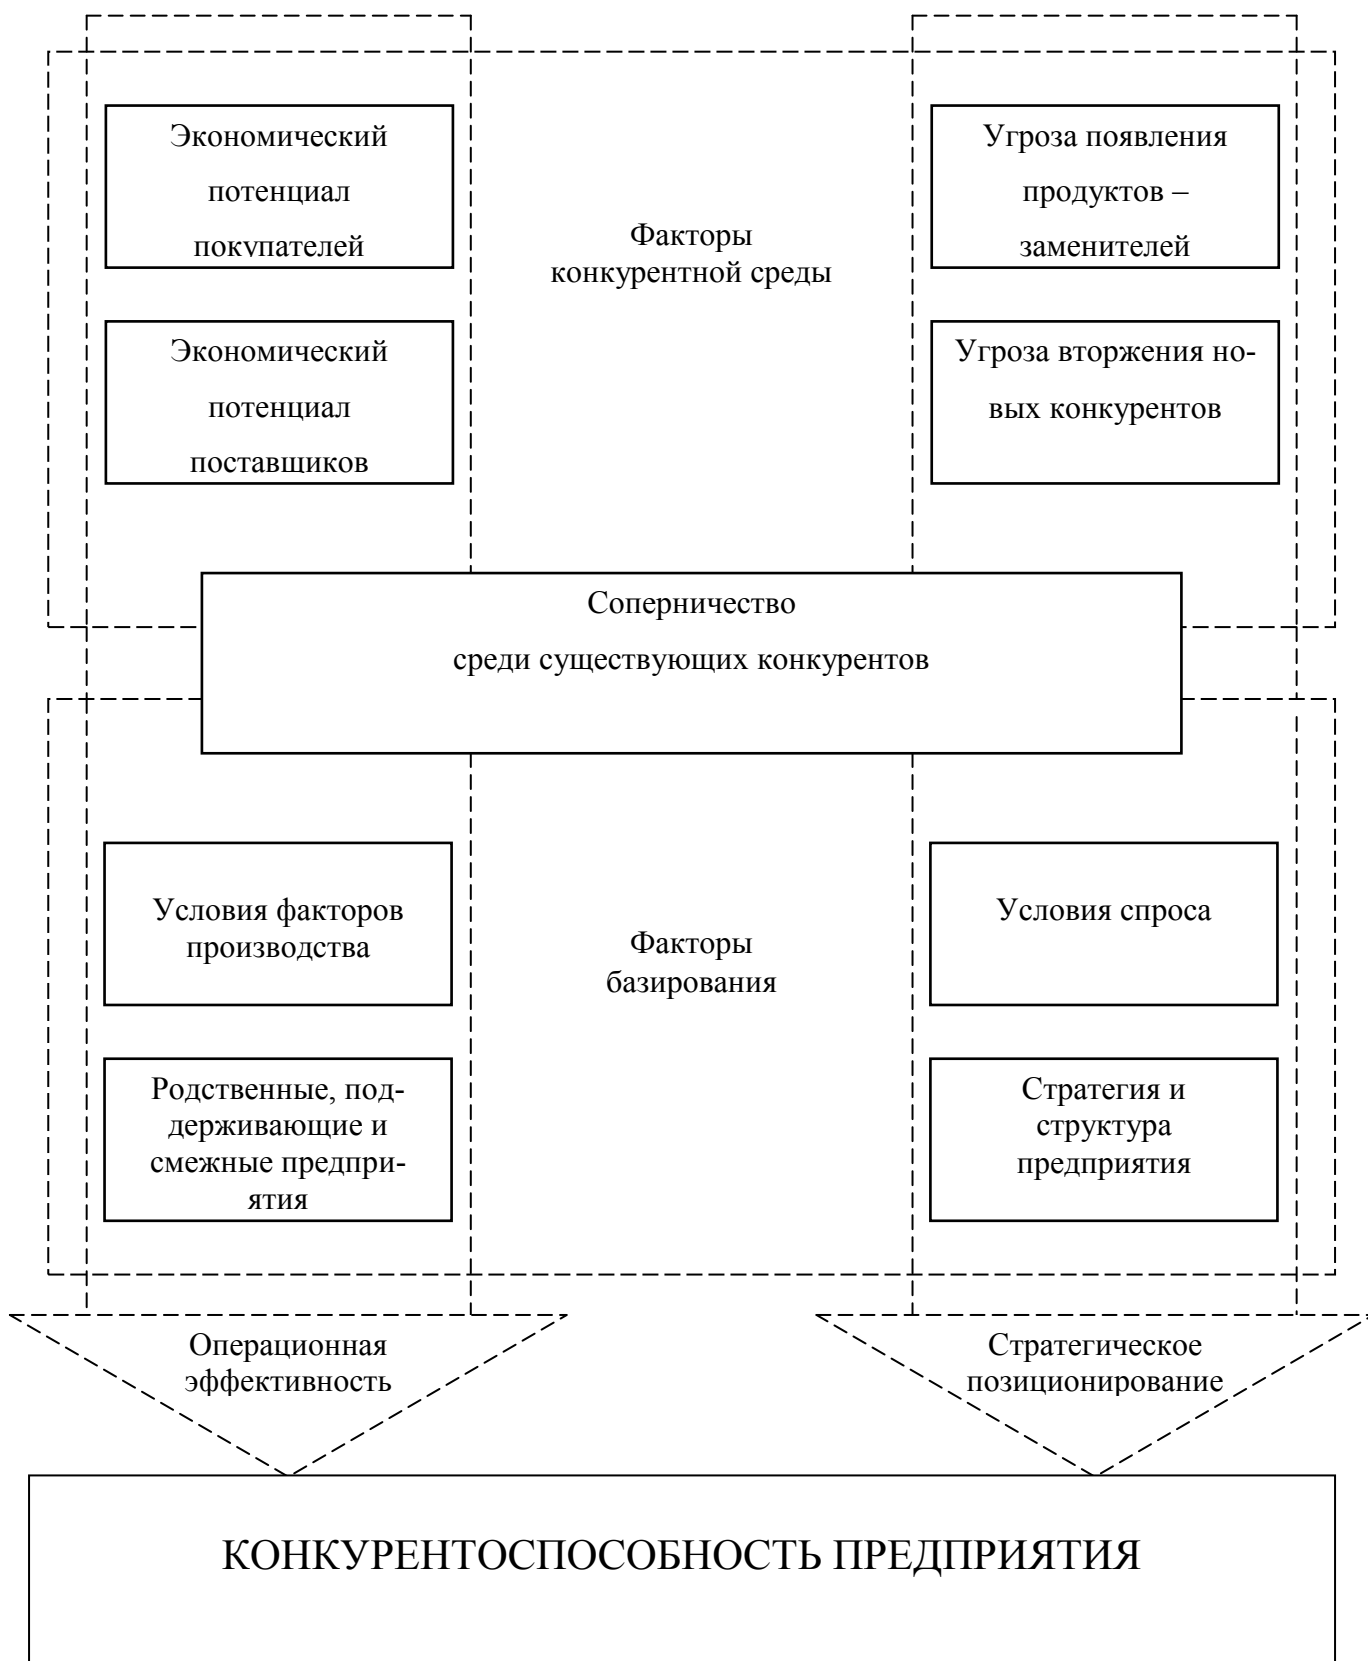 Экономический
потенциал
покупателей
Угроза появления
продуктов –
заменителей
Факторы
конкурентной среды
Экономический
потенциал
поставщиков
Угроза вторжения но-
вых конкурентов
Соперничество
среди существующих конкурентов
Условия факторов
производства
Условия спроса
Факторы
базирования
Родственные, под-
держивающие и
смежные предпри-
ятия
Стратегия и
структура
предприятия
Операционная
эффективность
Стратегическое
позиционирование
КОНКУРЕНТОСПОСОБНОСТЬ ПРЕДПРИЯТИЯ